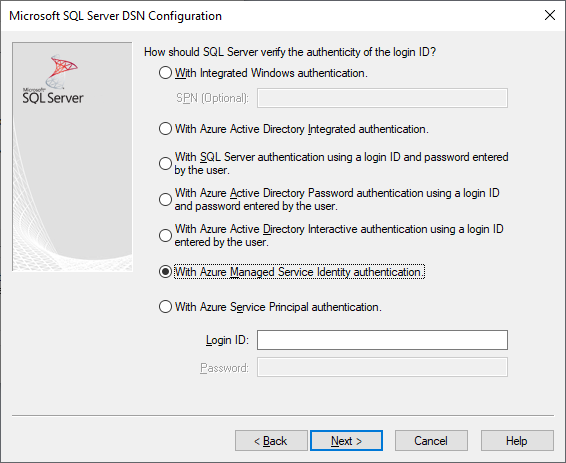 Microsoft SQL Server DSN Configuration
Microsoft
SQL Server
How should SQL Server verify the authenticity of the login ID?
With Integrated Windows authentication.
SPN (Optional):
With Azure Active Directory Integrated authentication.
With SQL Server authentication using a login ID and password entered
by the user.
With Azure Active Directory Password authentication using a login ID
and password entered by the user.
With Azure Active Directory Interactive authentication using a login ID
entered by the user.
With Azure Managed Service Identity authentication.
With Azure Service Principal authentication.
Login ID:
Password:
< Back
Next >
Cancel
Help